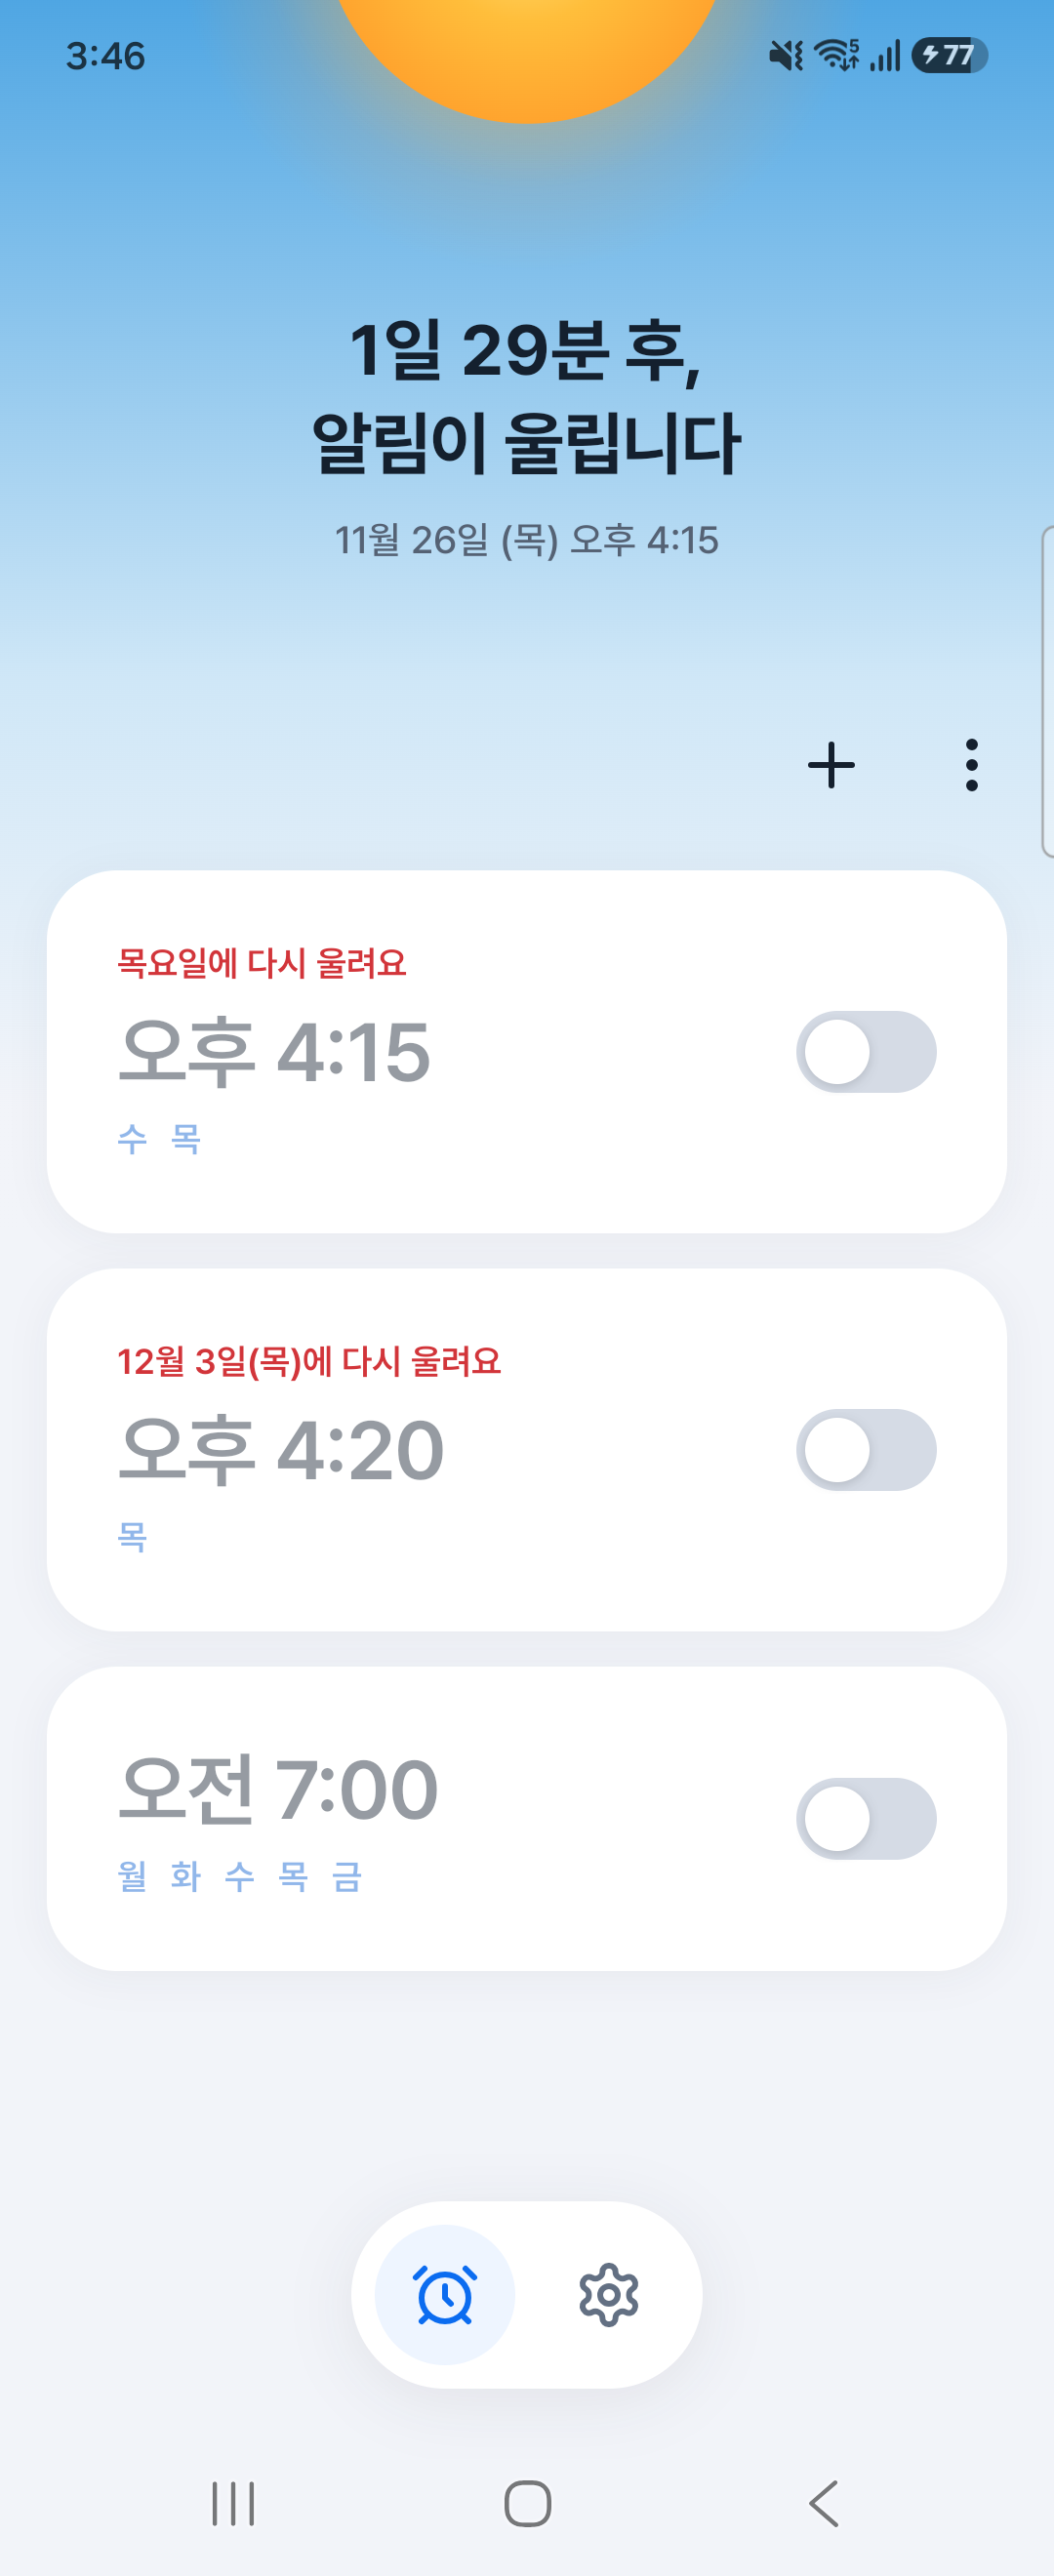 3:46
5
77
1일 29분 후,
알림이 울립니다
11월 26일 (목) 오후 4:15
목요일에 다시 울려요
오후 4:15
수 목
12월 3일(목)에 다시 울려요
오후 4:20
목
오전 7:00
월 화 수 목 금